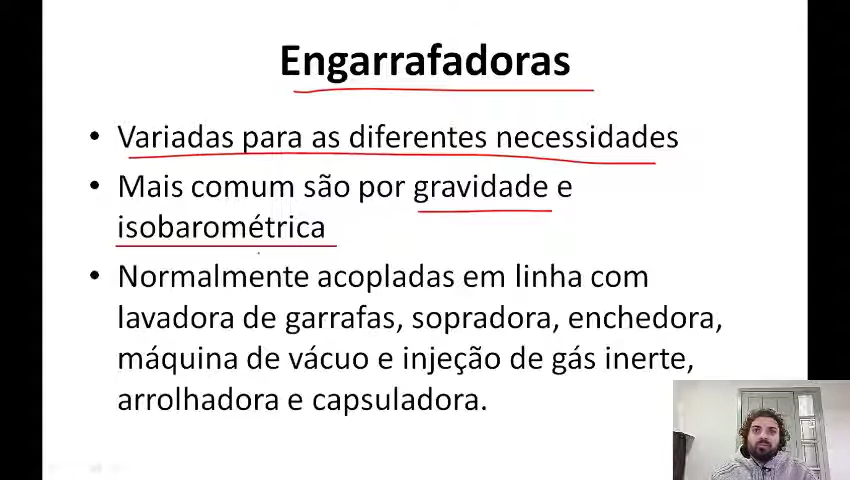 Engarrafadoras
• Variadas para as diferentes necessidades
• Mais comum são por gravidade e
isobarométrica
• Normalmente acopladas em linha com
lavadora de garrafas, sopradora, enchedora,
máquina de vácuo e injeção de gás inerte,
arrolhadora e capsuladora.